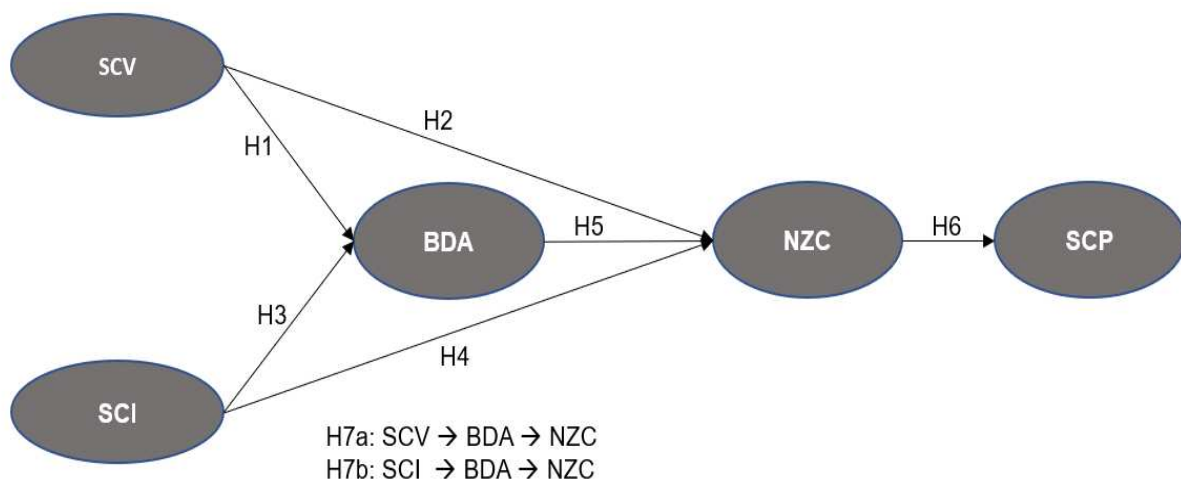 SCV
H2
H1
BDA
H5
NZC
H6
SCP
H3
H4
SCI
H7a: SCV → BDA → NZC
H7b: SCI → BDA → NZC